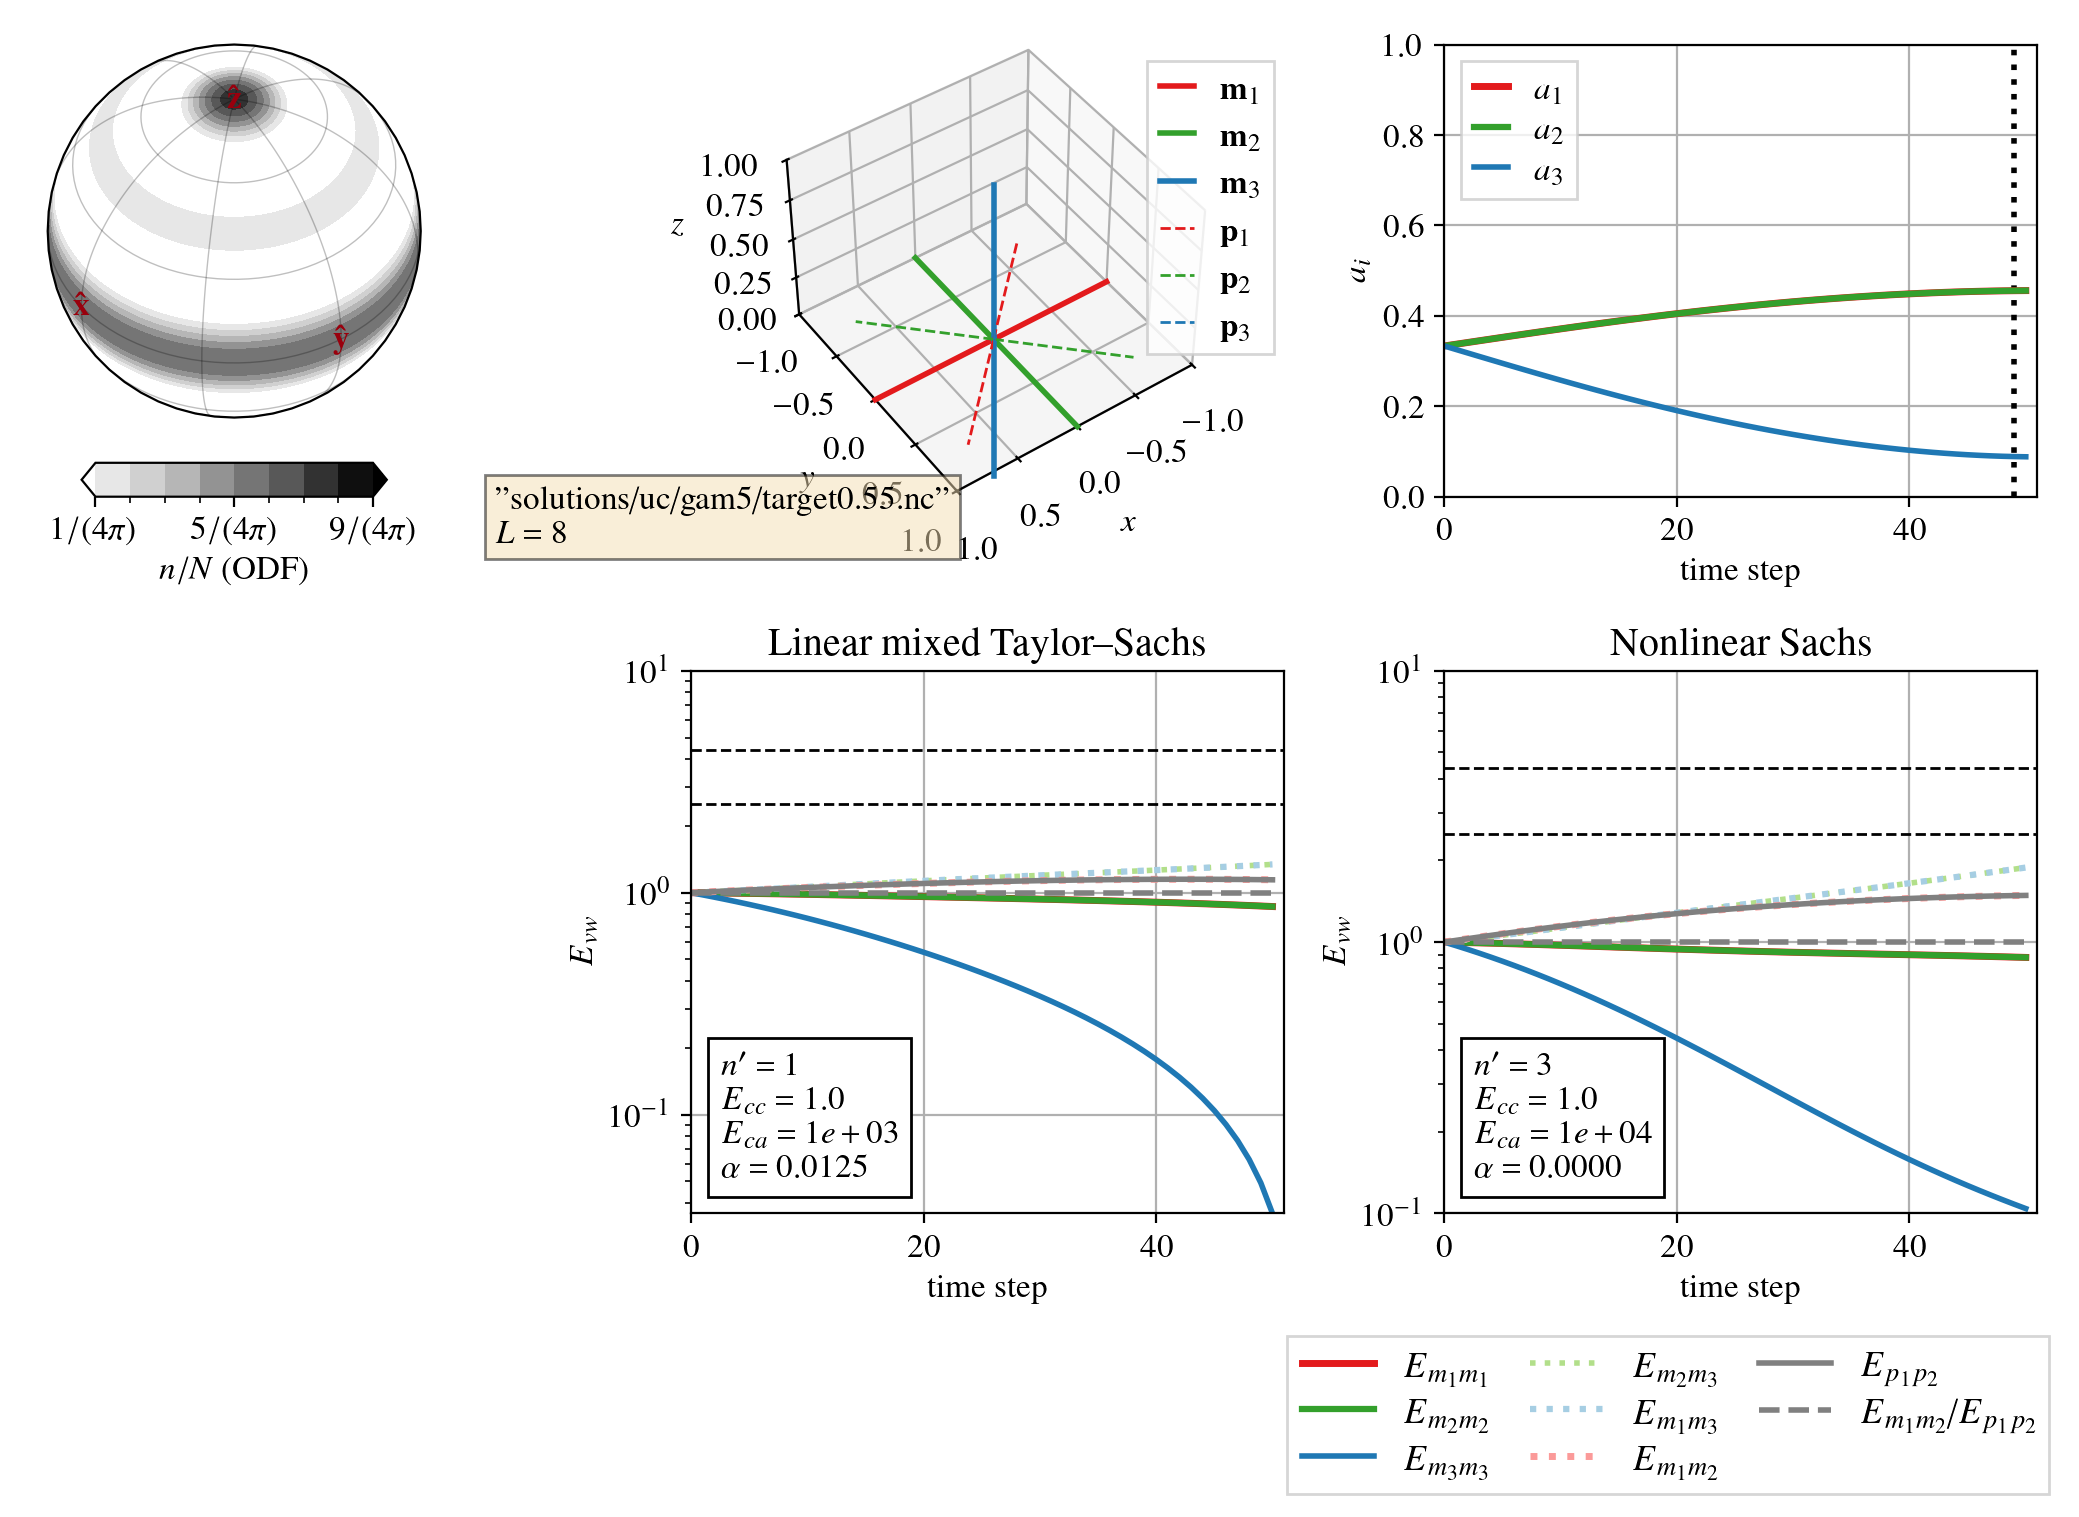 ẑ
x̂
ŷ
1/(4π) 5/(4π) 9/(4π)
n/N (ODF)
1.00
0.75
0.50
0.25
0.00
z
−1.0
−0.5
0.0
0.5
1.0
y
−1.0
−0.5
0.0
0.5
1.0
x
m1
m2
m3
p1
p2
p3
"solutions/uc/gam5/target0.55.nc"
L = 8
1.0
0.8
0.6
0.4
0.2
0.0
ai
a1
a2
a3
0 20 40
time step
Linear mixed Taylor–Sachs
10^1
10^0
10^−1
Evw
n′ = 1
Ecc = 1.0
Eca = 1e+03
α = 0.0125
0 20 40
time step
Nonlinear Sachs
10^1
10^0
10^−1
Evw
n′ = 3
Ecc = 1.0
Eca = 1e+04
α = 0.0000
0 20 40
time step
Em1m1
Em2m2
Em3m3
Em2m3
Em1m3
Em1m2
Ep1p2
Em1m2/Ep1p2